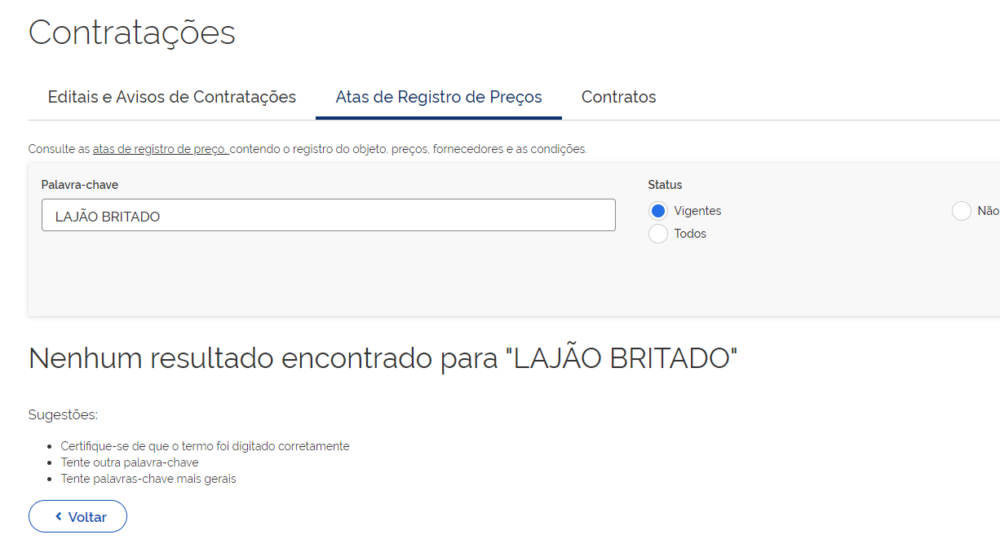 Contratações
Editais e Avisos de Contratações Atas de Registro de Preços Contratos
Consulte as atas de registro de preço, contendo o registro do objeto, preços, fornecedores e as condições.
Palavra-chave Status
LAJÃO BRITADO Vigentes Não
Todos
Nenhum resultado encontrado para "LAJÃO BRITADO"
Sugestões:
Certifique-se de que o termo foi digitado corretamente
Tente outra palavra-chave
Tente palavras-chave mais gerais
Voltar